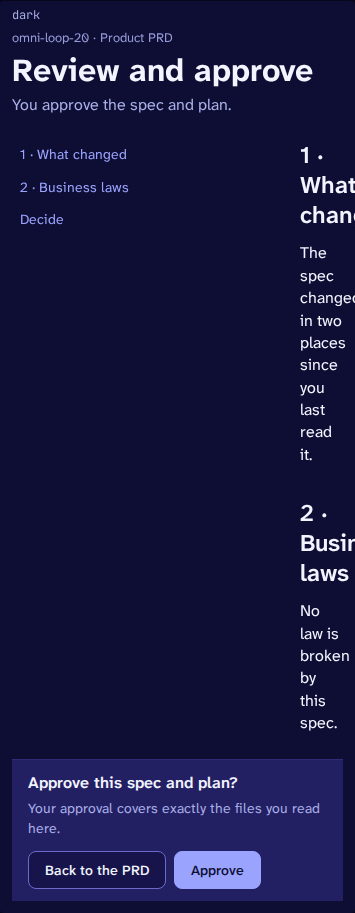 dark
omni-loop-20 · Product PRD
Review and approve
You approve the spec and plan.
1 · What changed
2 · Business laws
Decide
1 ·
What
chan
The
spec
changed
in two
places
since
you
last
read
it.
2 ·
Busin
laws
No
law is
broken
by
this
spec.
Approve this spec and plan?
Your approval covers exactly the files you read
here.
Back to the PRD
Approve